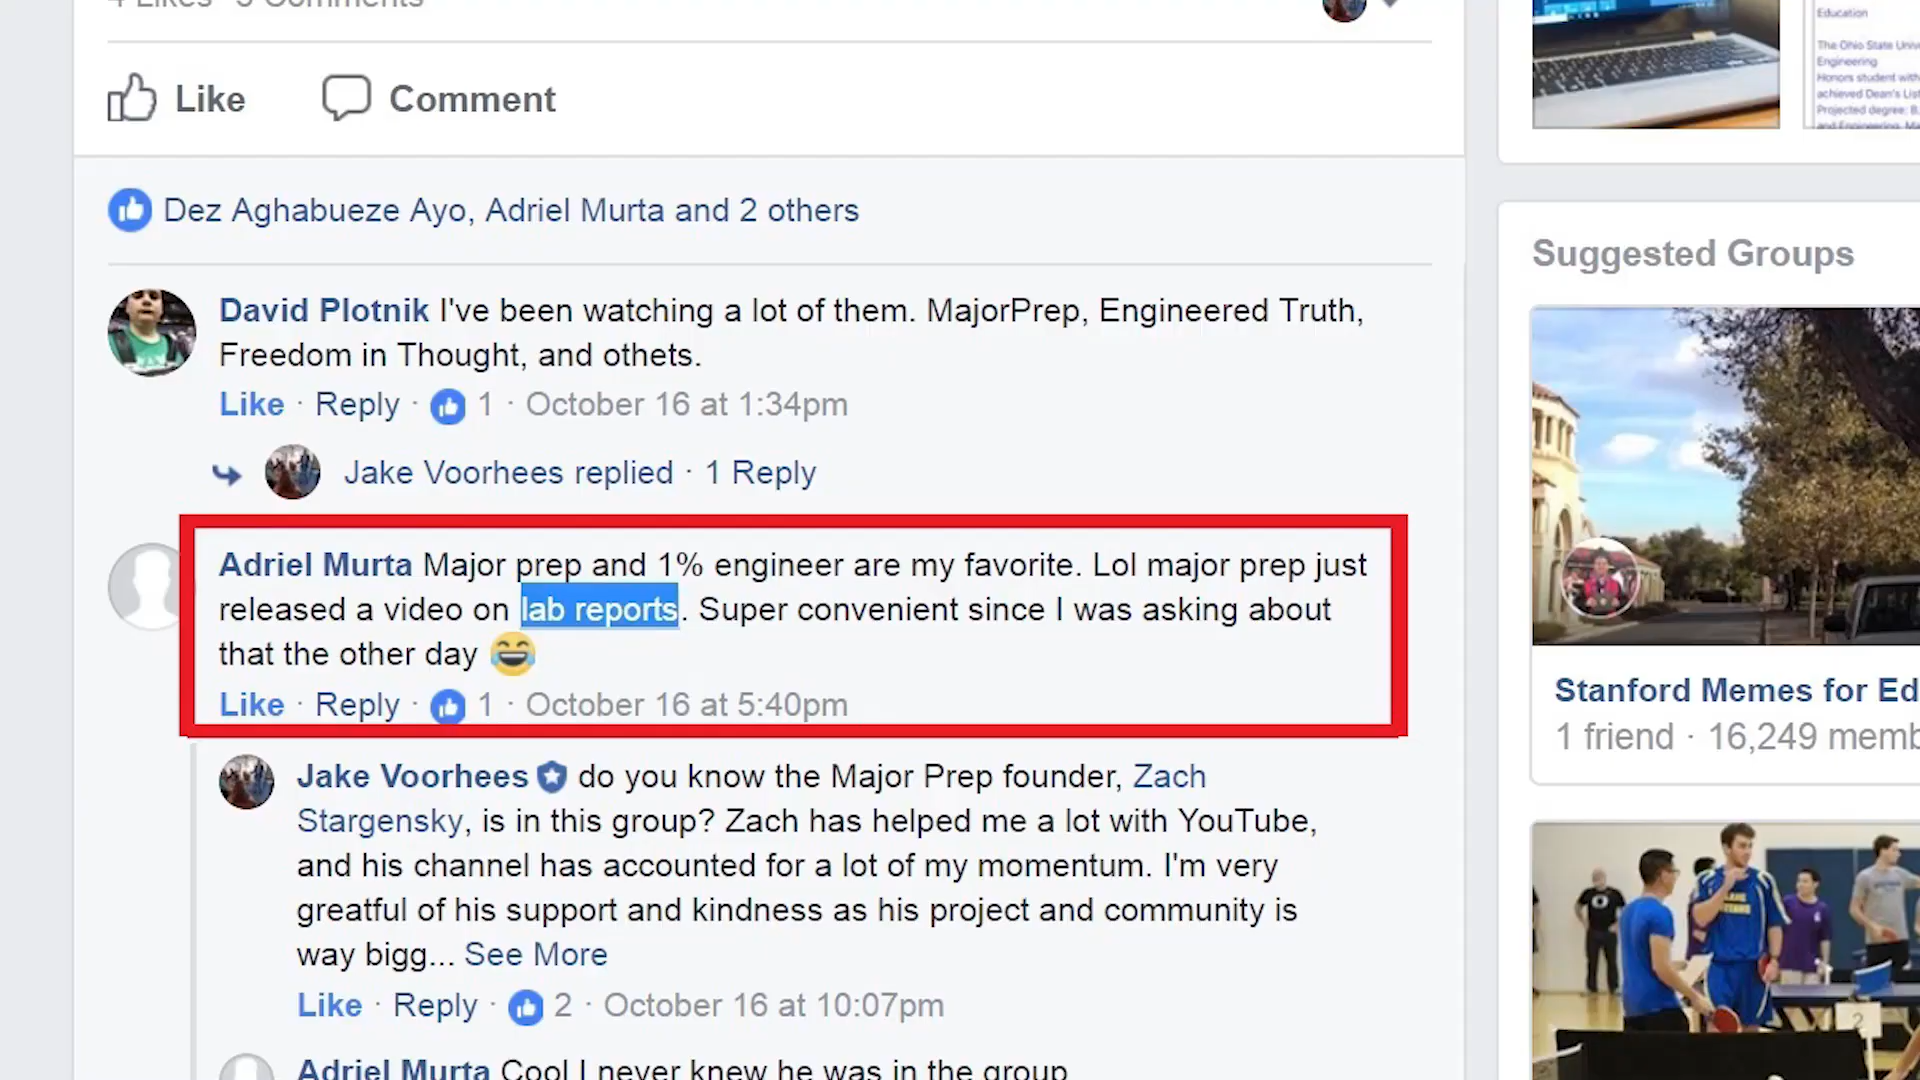 4 Likes 5 Comments
Like Comment
Dez Aghabueze Ayo, Adriel Murta and 2 others
David Plotnik I've been watching a lot of them. MajorPrep, Engineered Truth,
Freedom in Thought, and othets.
Like · Reply · 1 · October 16 at 1:34pm
Jake Voorhees replied · 1 Reply
Adriel Murta Major prep and 1% engineer are my favorite. Lol major prep just
released a video on lab reports. Super convenient since I was asking about
that the other day 😂
Like · Reply · 1 · October 16 at 5:40pm
Jake Voorhees do you know the Major Prep founder, Zach
Stargensky, is in this group? Zach has helped me a lot with YouTube,
and his channel has accounted for a lot of my momentum. I'm very
greatful of his support and kindness as his project and community is
way bigg... See More
Like · Reply · 2 · October 16 at 10:07pm
Adriel Murta Cool I never knew he was in the group
Education
The Ohio State Univ
Engineering
Honors student with
achieved Dean's List
Projected degree: B.
and Engineering, Ma
Suggested Groups
Stanford Memes for Ed
1 friend · 16,249 memb
2